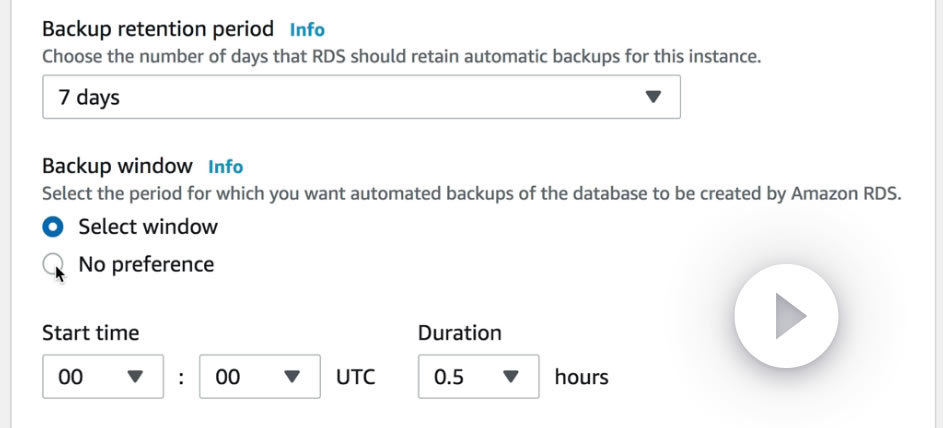 Backup retention period Info
Choose the number of days that RDS should retain automatic backups for this instance.
7 days
Backup window Info
Select the period for which you want automated backups of the database to be created by Amazon RDS.
Select window
No preference
Start time Duration
00 : 00 UTC 0.5 hours